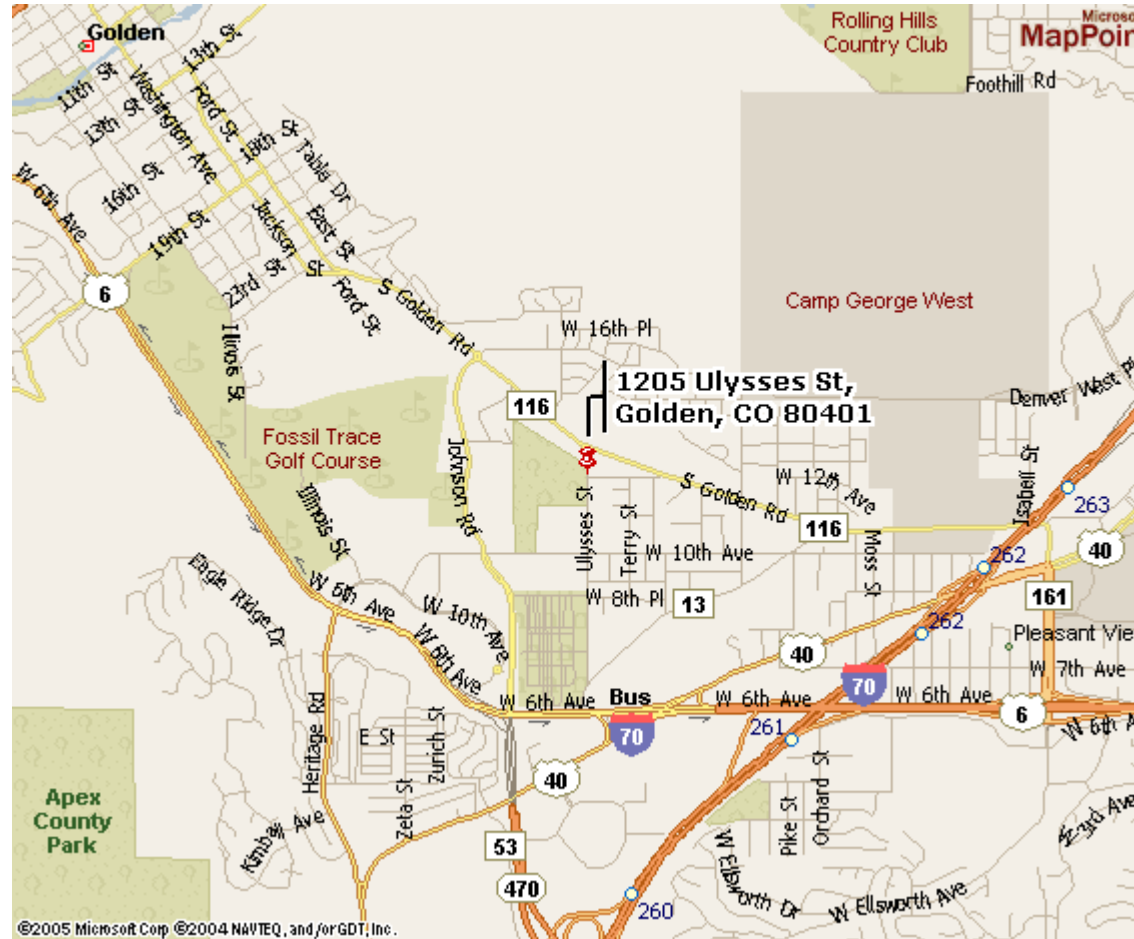 Golden
13th St
Rolling Hills
Country Club
Microso
MapPoin
Foothill Rd
11th St
13th St
Washington Ave
Ford St
18th St
Table Dr
16th St
East St
W 6th Ave
19th St
Jackson St
23rd St
Ford St
6
Illinois St
S Golden Rd
W 16th Pl
Camp George West
1205 Ulysses St,
Golden, CO 80401
116
Denver West P
Fossil Trace
Golf Course
Johnson Rd
Illinois St
Ulysses St
Terry St
S Golden Rd
W 12th Ave
116
Isabell St
263
40
W 10th Ave
Moss St
262
W 8th Pl
13
161
Eagle Ridge Dr
W 6th Ave
W 10th Ave
W 6th Ave
262
Pleasant Vie
40
W 7th Ave
70
W 6th Ave
Bus
70
W 6th Ave
W 6th Ave
6
W 6th A
261
Heritage Rd
E St
Zurich St
Zeta St
40
Apex
County
Park
Kimball Ave
Pike St
Orchard St
W 3rd Ave
53
470
W Ellsworth Dr
W Ellsworth Ave
260
©2005 Microsoft Corp ©2004 NAVTEQ, and/or GDT, Inc.